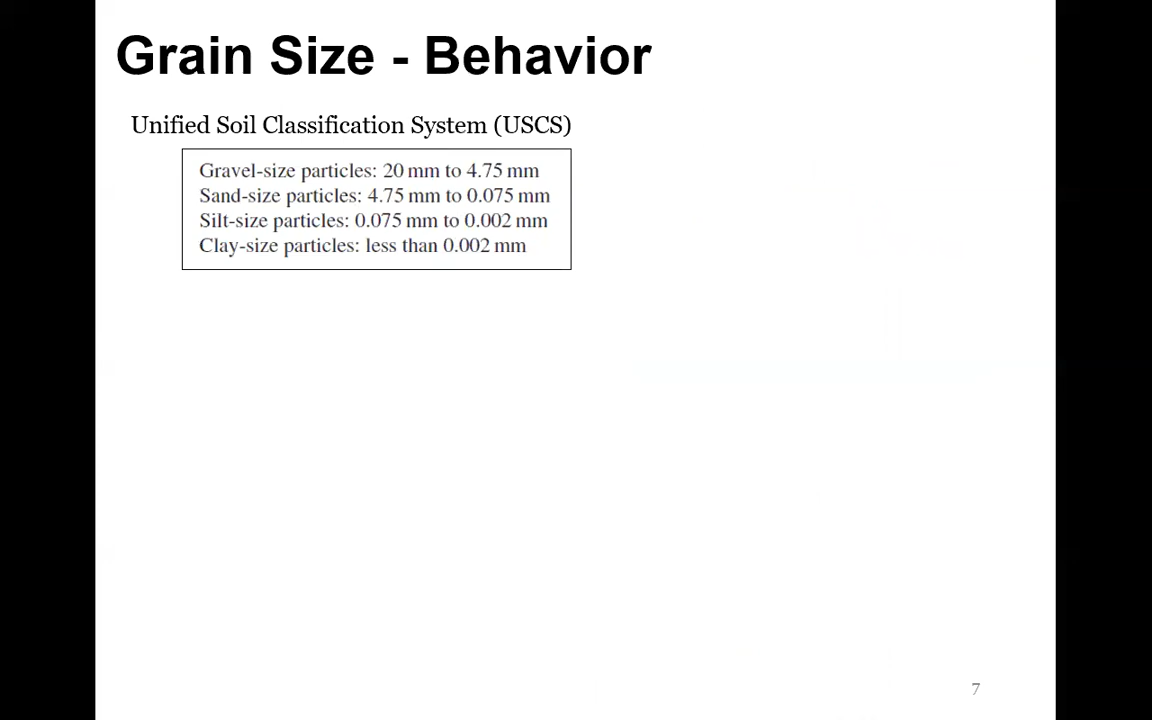 Grain Size - Behavior
Unified Soil Classification System (USCS)
Gravel-size particles: 20 mm to 4.75 mm
Sand-size particles: 4.75 mm to 0.075 mm
Silt-size particles: 0.075 mm to 0.002 mm
Clay-size particles: less than 0.002 mm
7